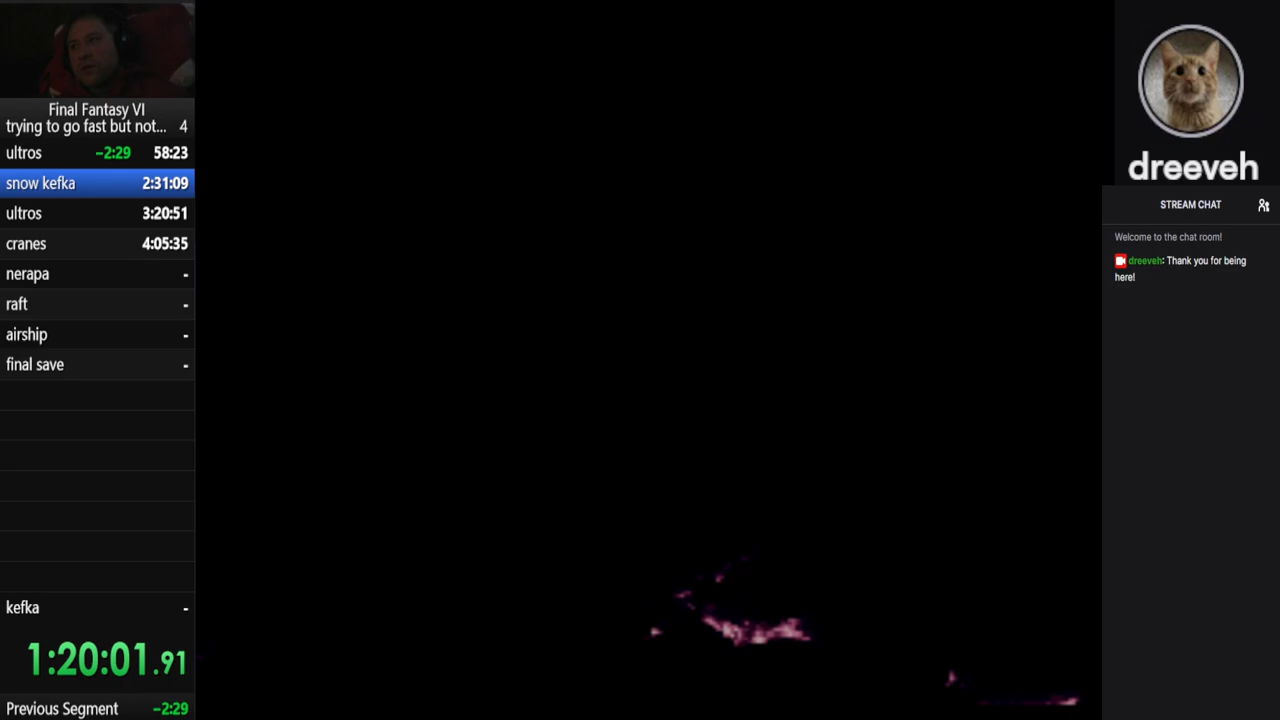 Final Fantasy VI
trying to go fast but not... 4
ultros -2:29 58:23
snow kefka 2:31:09
ultros 3:20:51
cranes 4:05:35
nerapa -
raft -
airship -
final save -
kefka -
1:20:01.91
Previous Segment -2:29
dreeveh
STREAM CHAT
Welcome to the chat room!
dreeveh: Thank you for being
here!